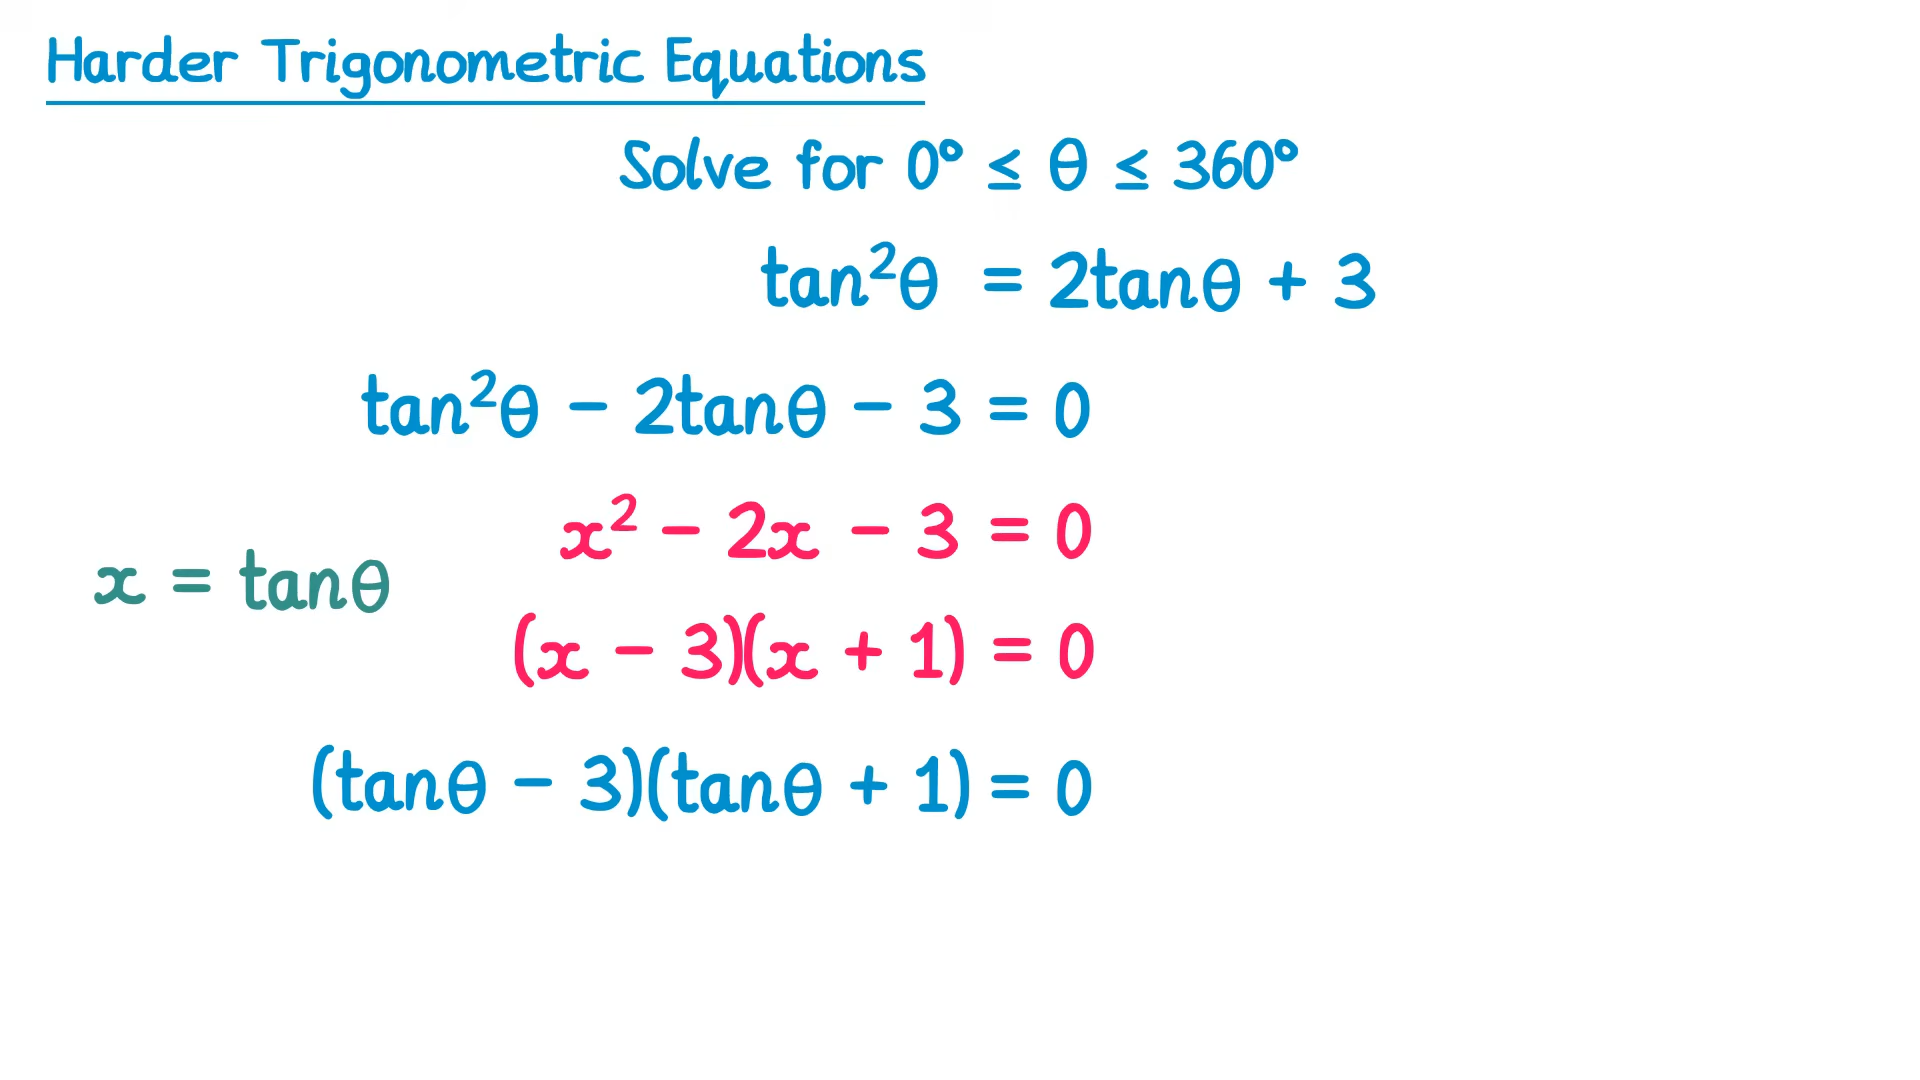 Harder Trigonometric Equations
Solve for 0° ≤ θ ≤ 360°
tan²θ = 2tanθ + 3
tan²θ − 2tanθ − 3 = 0
x² − 2x − 3 = 0
x = tanθ
(x − 3)(x + 1) = 0
(tanθ − 3)(tanθ + 1) = 0